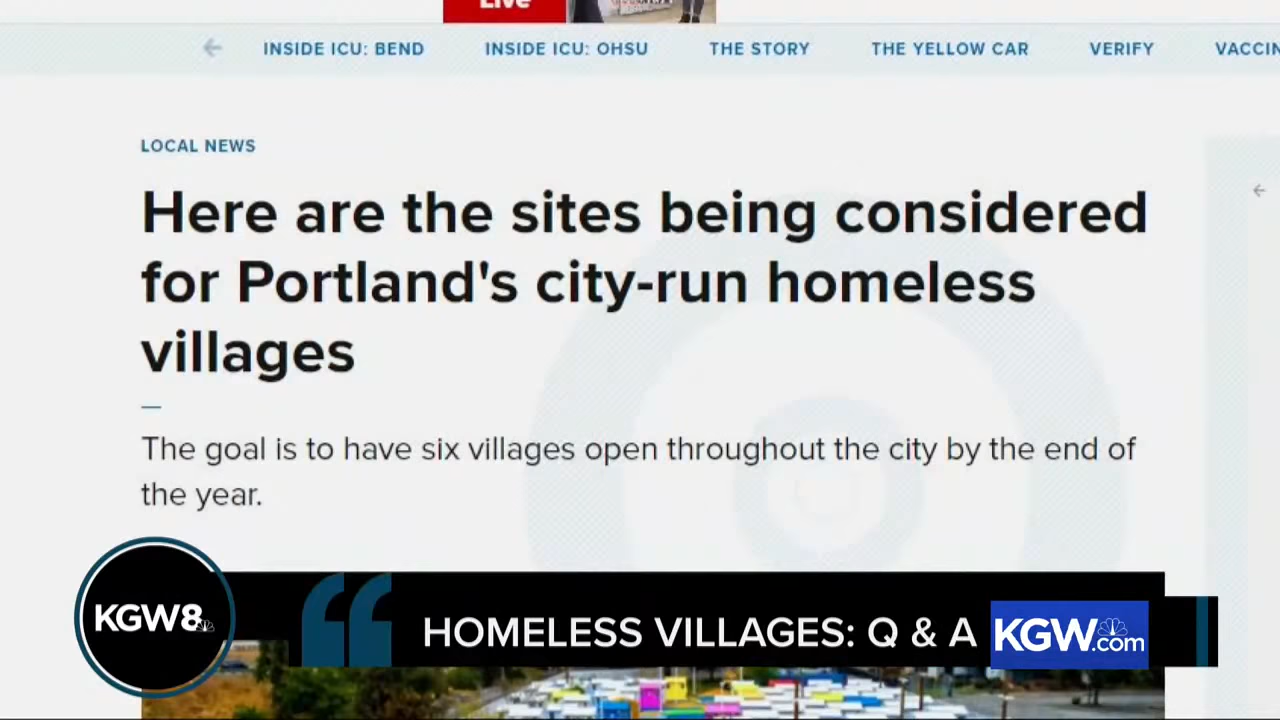 Live
INSIDE ICU: BEND INSIDE ICU: OHSU THE STORY THE YELLOW CAR VERIFY VACCIN
LOCAL NEWS
Here are the sites being considered
for Portland's city-run homeless
villages
The goal is to have six villages open throughout the city by the end of
the year.
KGW8
HOMELESS VILLAGES: Q & A
KGW.com